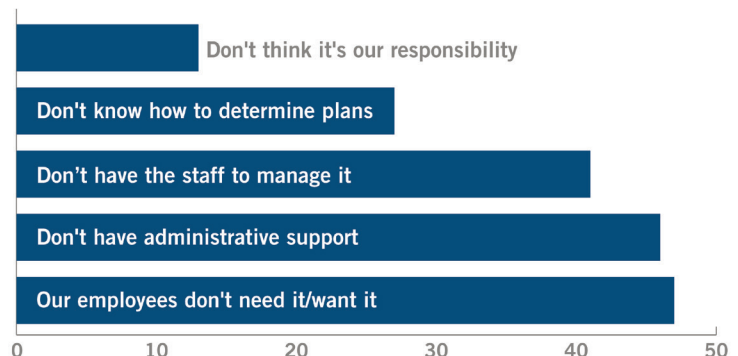 Don't think it's our responsibility
Don't know how to determine plans
Don’t have the staff to manage it
Don't have administrative support
Our employees don't need it/want it
0 10 20 30 40 50